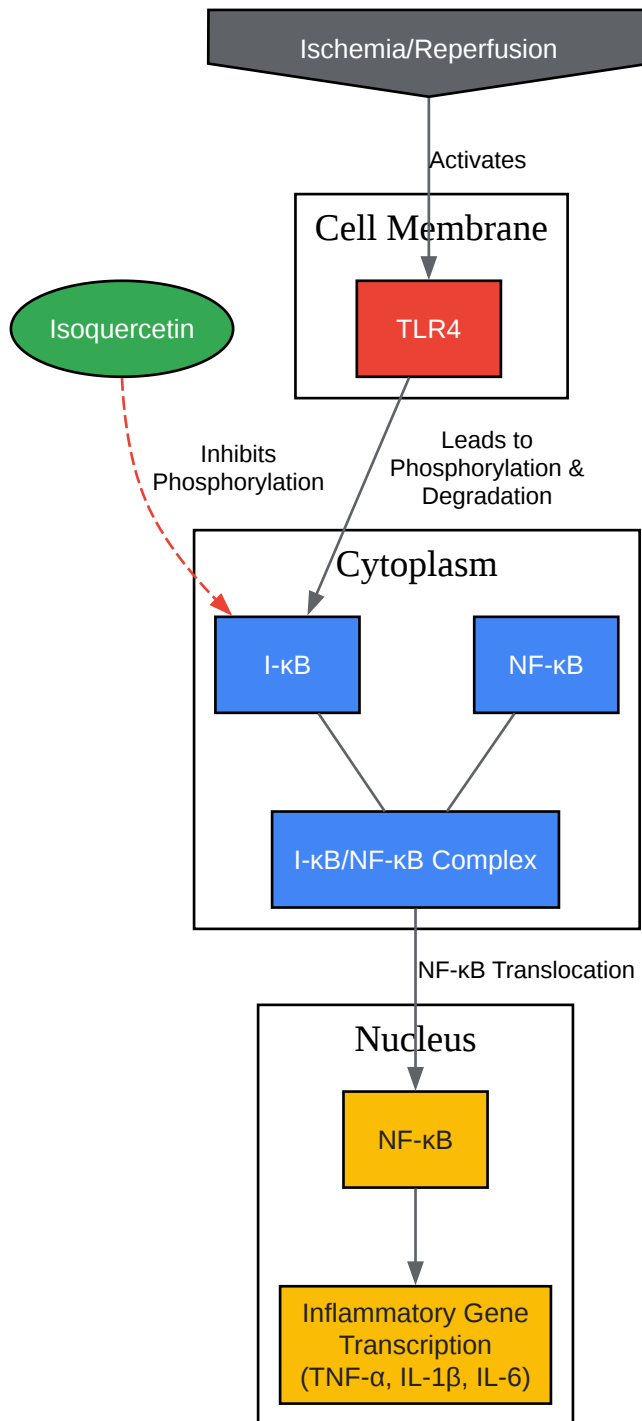 Ischemia/Reperfusion
Activates
Cell Membrane
Isoquercetin
TLR4
Inhibits
Phosphorylation
Leads to
Phosphorylation &
Degradation
Cytoplasm
I-κB
NF-κB
I-κB/NF-κB Complex
NF-κB Translocation
Nucleus
NF-κB
Inflammatory Gene
Transcription
(TNF-α, IL-1β, IL-6)